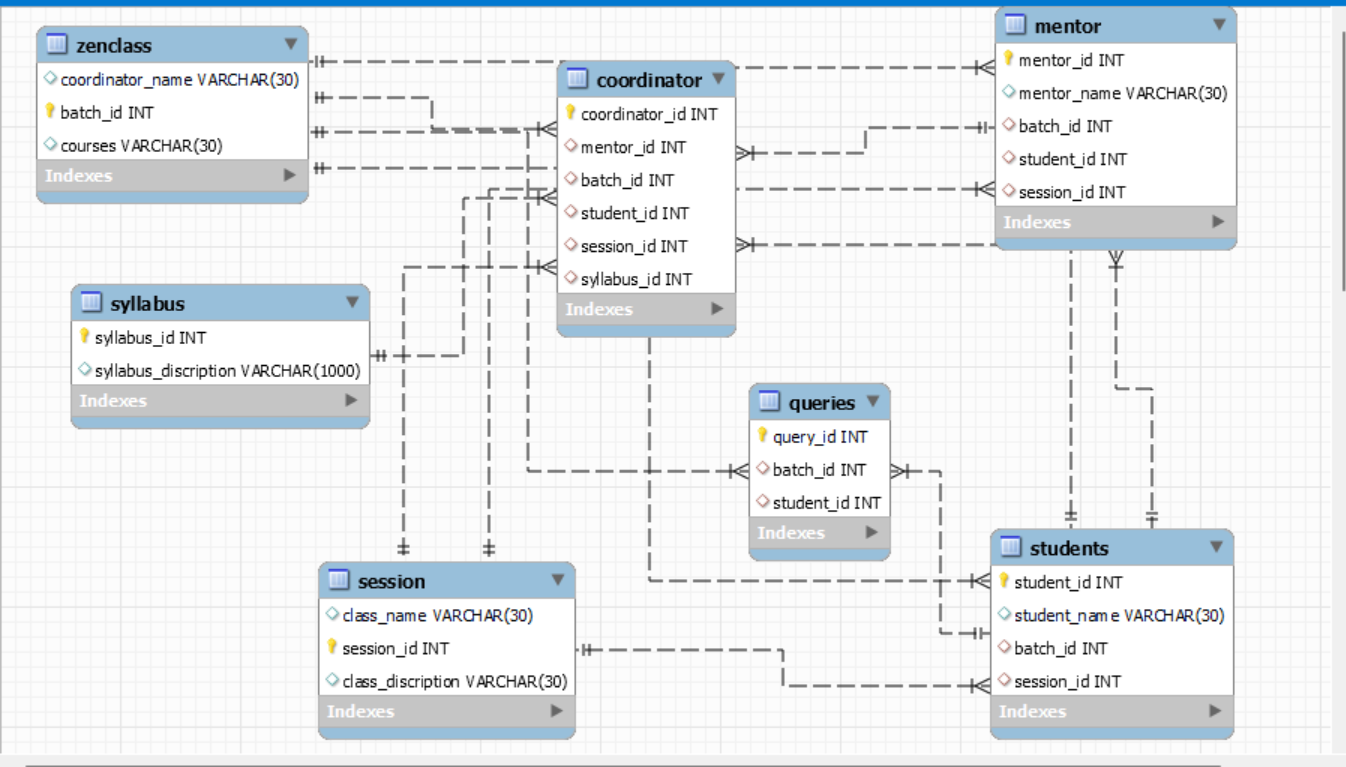 zenclass
coordinator_name VARCHAR(30)
batch_id INT
courses VARCHAR(30)
Indexes
coordinator
coordinator_id INT
mentor_id INT
batch_id INT
student_id INT
session_id INT
syllabus_id INT
Indexes
mentor
mentor_id INT
mentor_name VARCHAR(30)
batch_id INT
student_id INT
session_id INT
Indexes
syllabus
syllabus_id INT
syllabus_discription VARCHAR(1000)
Indexes
queries
query_id INT
batch_id INT
student_id INT
Indexes
session
class_name VARCHAR(30)
session_id INT
class_discription VARCHAR(30)
Indexes
students
student_id INT
student_name VARCHAR(30)
batch_id INT
session_id INT
Indexes